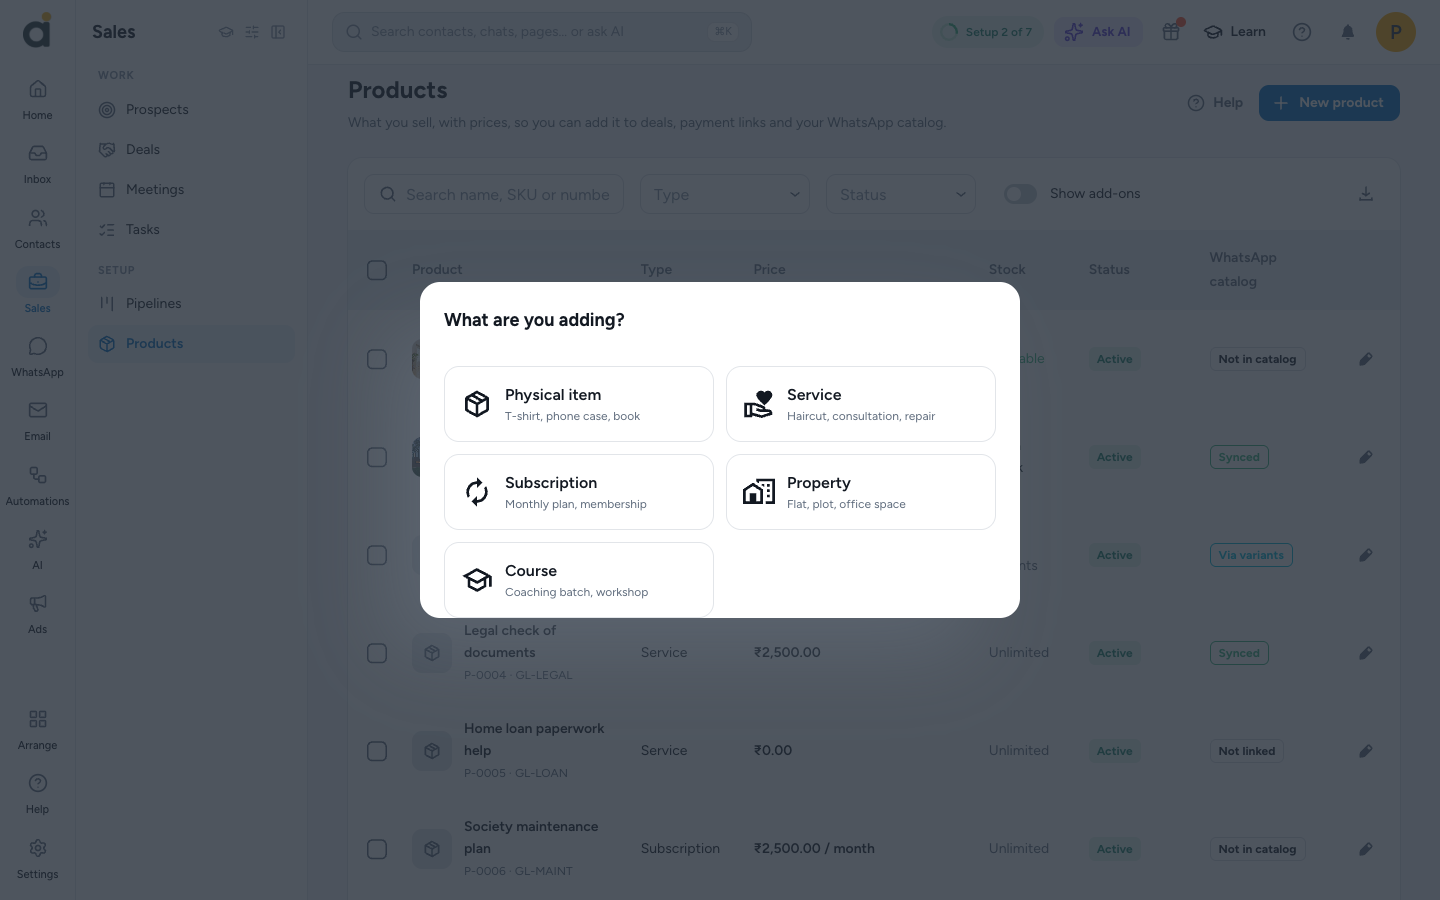 Sales
Search contacts, chats, pages... or ask AI
⌘K
Setup 2 of 7
Ask AI
Learn
P
Home
Inbox
Contacts
Sales
WhatsApp
Email
Automations
AI
Ads
Arrange
Help
Settings
WORK
Prospects
Deals
Meetings
Tasks
SETUP
Pipelines
Products
Products
What you sell, with prices, so you can add it to deals, payment links and your WhatsApp catalog.
Help
New product
Search name, SKU or numbe
Type
Status
Show add-ons
Product
Type
Price
Stock
Status
WhatsApp
catalog
Active
Not in catalog
Active
Synced
Active
Via variants
What are you adding?
Physical item
T-shirt, phone case, book
Service
Haircut, consultation, repair
Subscription
Monthly plan, membership
Property
Flat, plot, office space
Course
Coaching batch, workshop
Legal check of
documents
P-0004 · GL-LEGAL
Service
₹2,500.00
Unlimited
Active
Synced
Home loan paperwork
help
P-0005 · GL-LOAN
Service
₹0.00
Unlimited
Active
Not linked
Society maintenance
plan
P-0006 · GL-MAINT
Subscription
₹2,500.00 / month
Unlimited
Active
Not in catalog